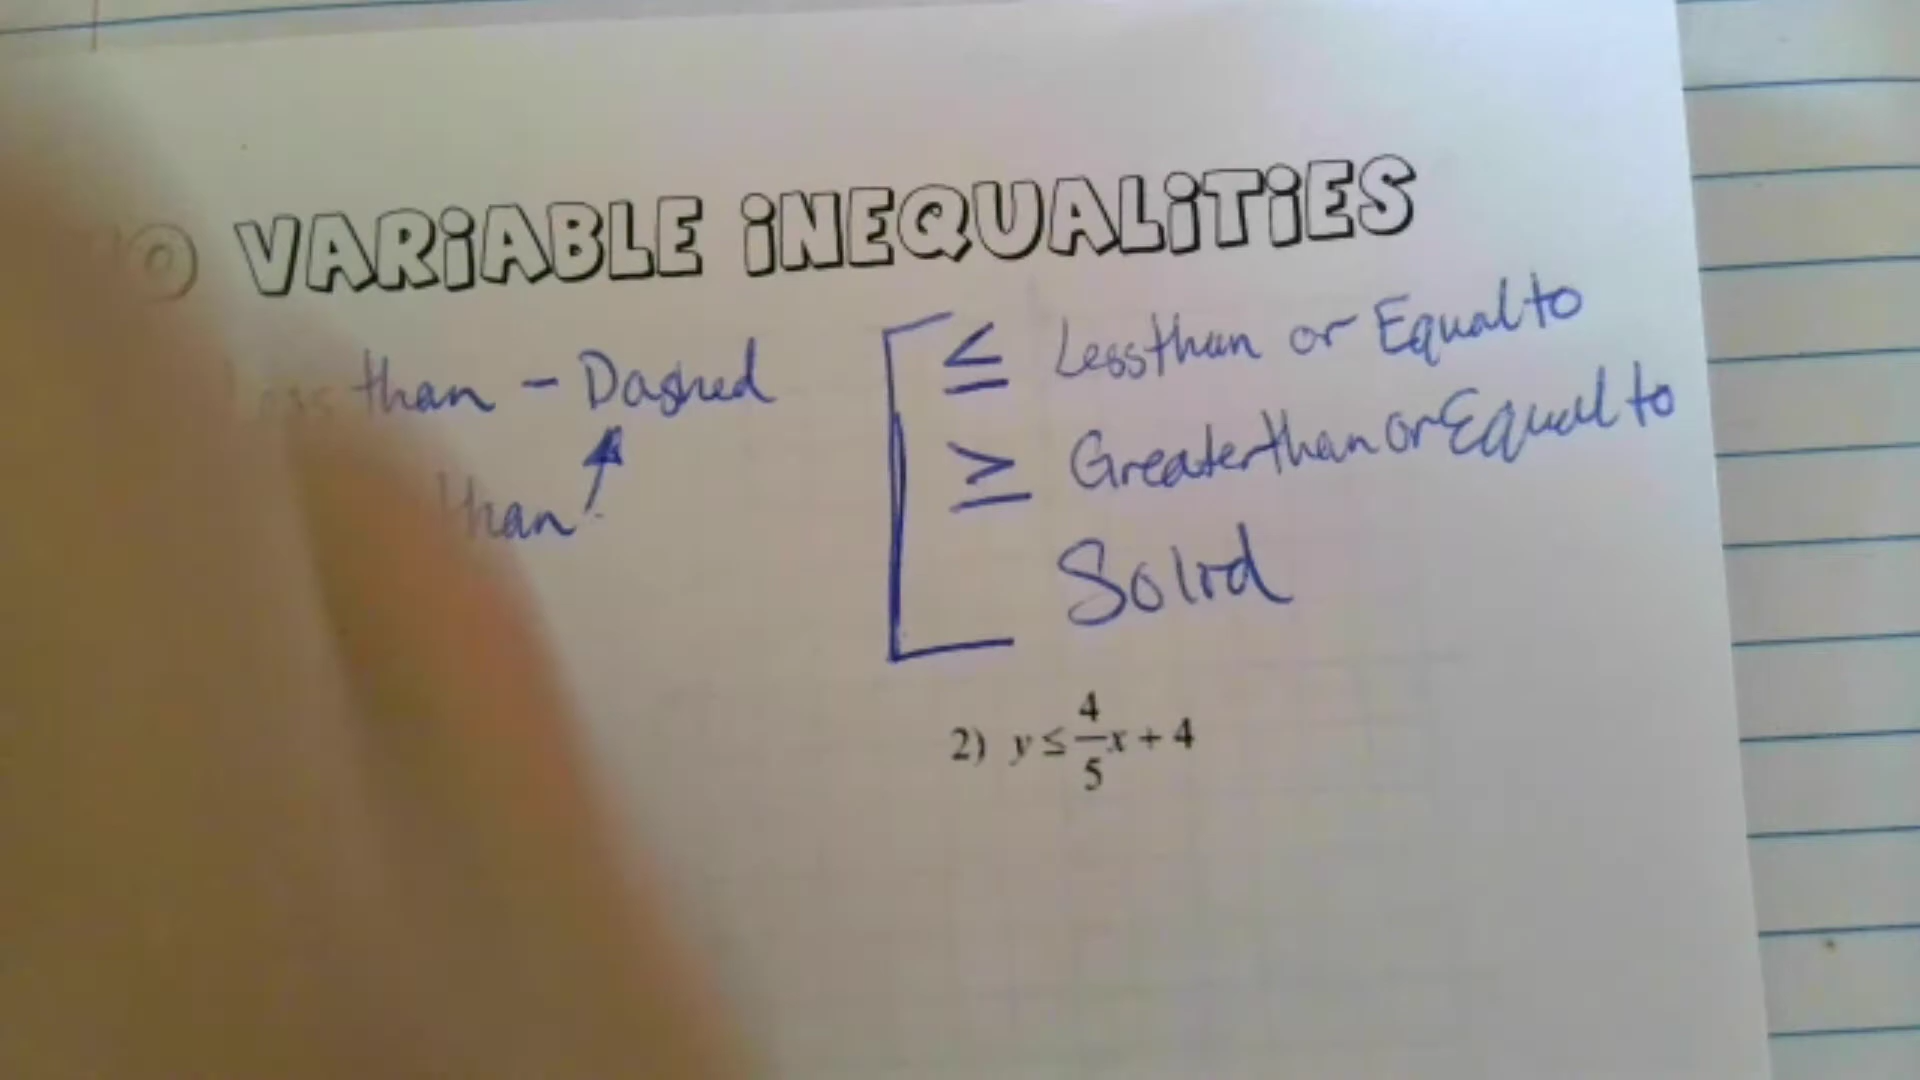 VARIABLE INEQUALITIES
than - Dashed
than
≤ Less than or Equal to
≥ Greater than or Equal to
Solid
2) y ≤ 4/5 x + 4